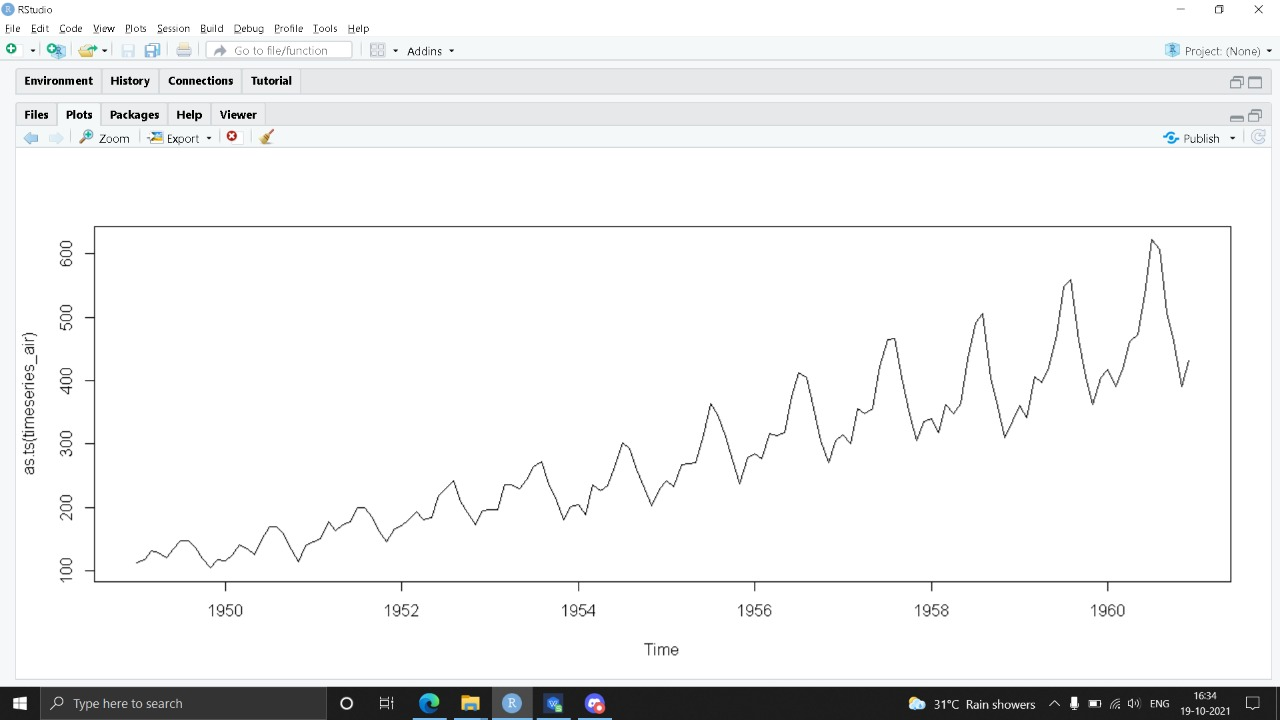 RStudio
File Edit Code View Plots Session Build Debug Profile Tools Help
Go to file/function Addins Project: (None)
Environment History Connections Tutorial
Files Plots Packages Help Viewer
Zoom Export Publish
600
500
400
300
200
100
as.ts(timeseries_air)
1950 1952 1954 1956 1958 1960
Time
Type here to search 31°C Rain showers ENG 16:34
19-10-2021